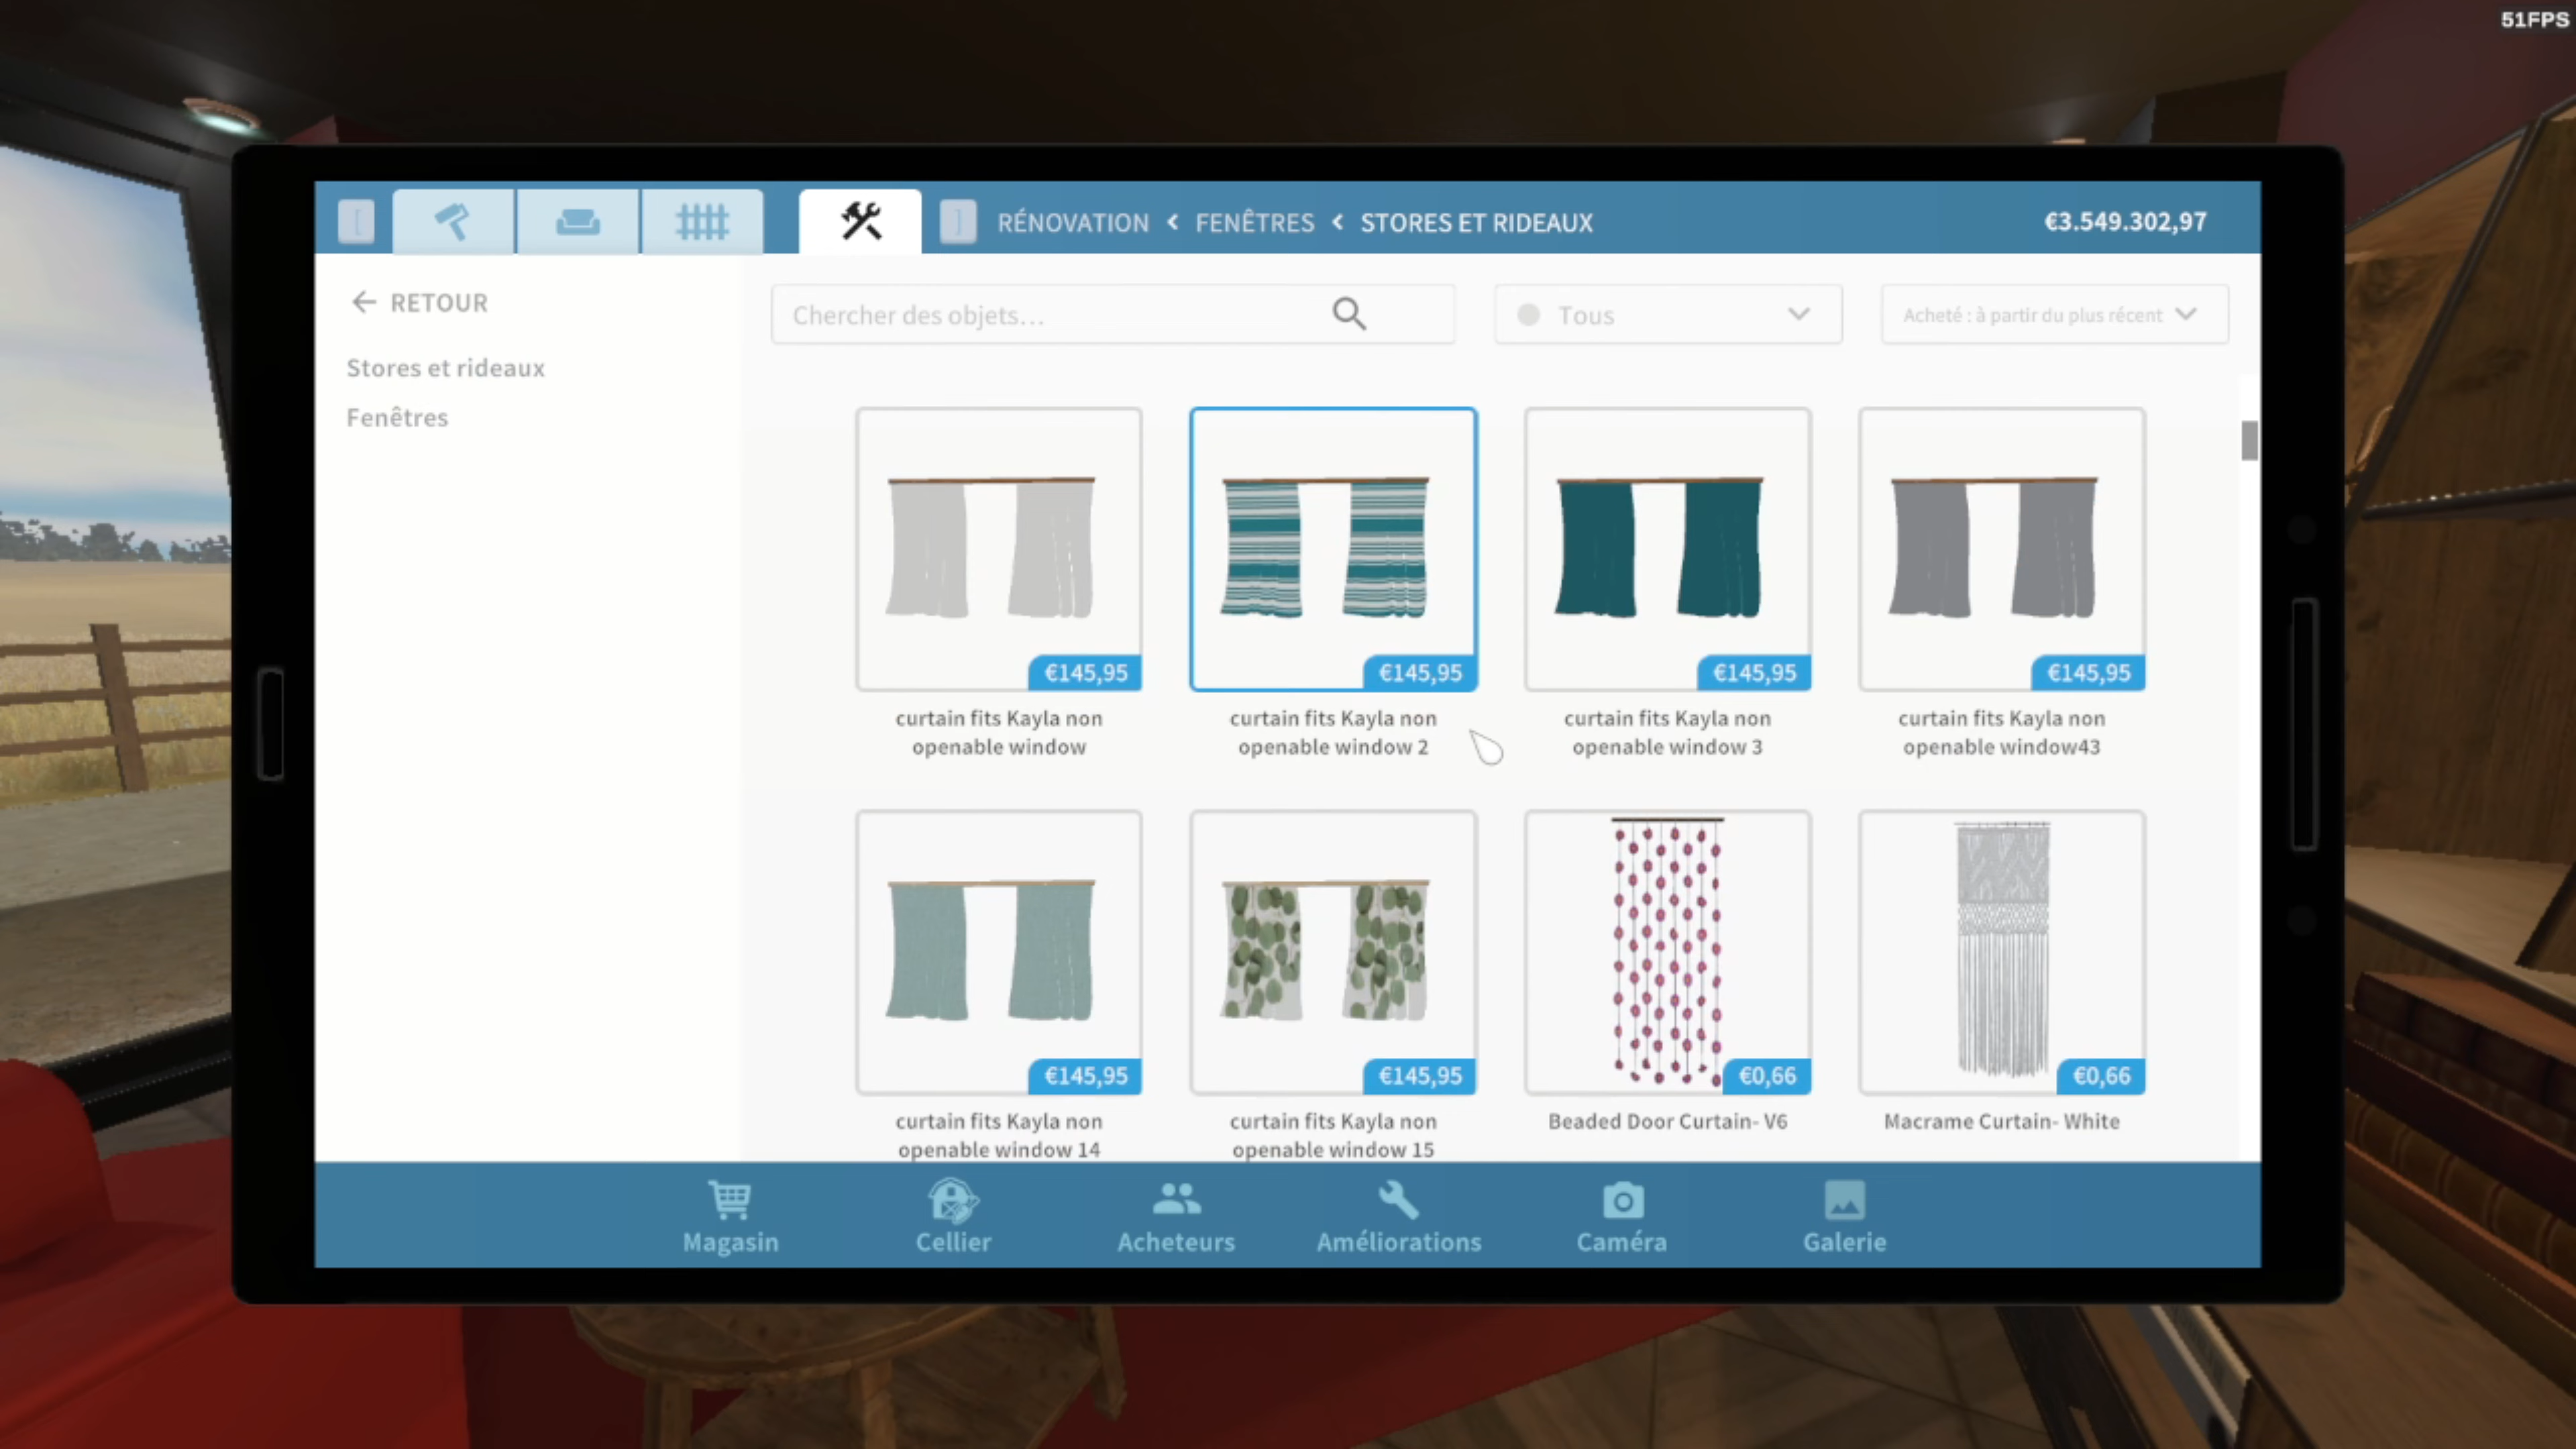 51FPS
[
]
RÉNOVATION < FENÊTRES < STORES ET RIDEAUX
€3.549.302,97
← RETOUR
Stores et rideaux
Fenêtres
Chercher des objets...
Tous
Acheté : à partir du plus récent
€145,95
€145,95
€145,95
€145,95
curtain fits Kayla non
openable window
curtain fits Kayla non
openable window 2
curtain fits Kayla non
openable window 3
curtain fits Kayla non
openable window43
€145,95
€145,95
€0,66
€0,66
curtain fits Kayla non
openable window 14
curtain fits Kayla non
openable window 15
Beaded Door Curtain- V6
Macrame Curtain- White
Magasin
Cellier
Acheteurs
Améliorations
Caméra
Galerie